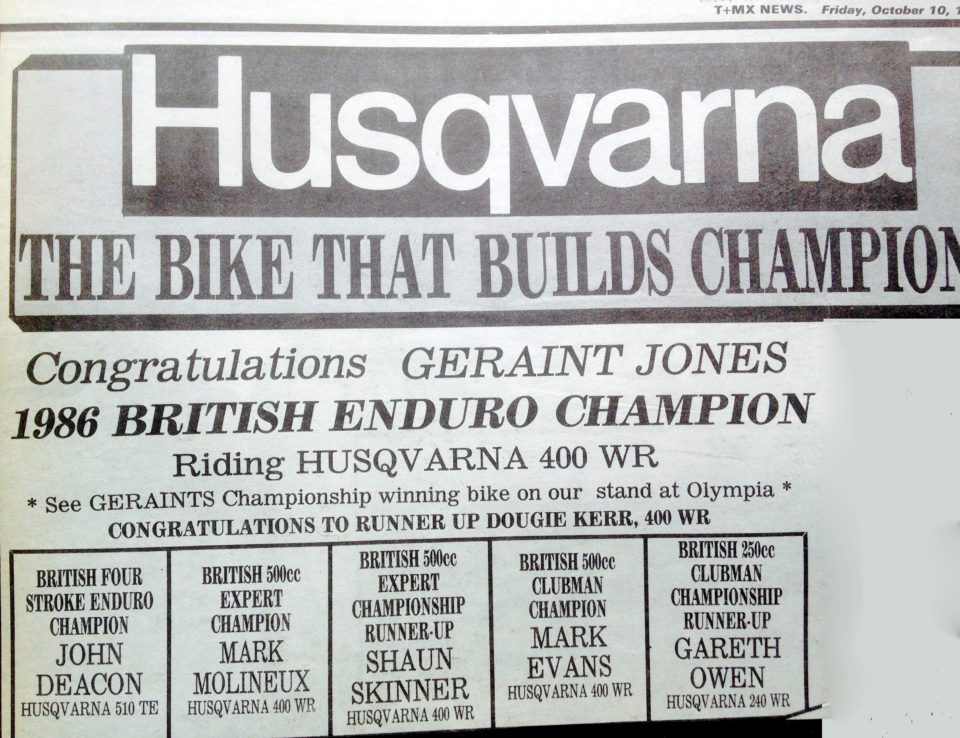 T+MX NEWS. Friday, October 10, 1
Husqvarna
THE BIKE THAT BUILDS CHAMPION
Congratulations GERAINT JONES
1986 BRITISH ENDURO CHAMPION
Riding HUSQVARNA 400 WR
* See GERAINTS Championship winning bike on our stand at Olympia *
CONGRATULATIONS TO RUNNER UP DOUGIE KERR, 400 WR
BRITISH FOUR
STROKE ENDURO
CHAMPION
JOHN
DEACON
HUSQVARNA 510 TE
BRITISH 500cc
EXPERT
CHAMPION
MARK
MOLINEUX
HUSQVARNA 400 WR
BRITISH 500cc
EXPERT
CHAMPIONSHIP
RUNNER-UP
SHAUN
SKINNER
HUSQVARNA 400 WR
BRITISH 500cc
CLUBMAN
CHAMPION
MARK
EVANS
HUSQVARNA 400 WR
BRITISH 250cc
CLUBMAN
CHAMPIONSHIP
RUNNER-UP
GARETH
OWEN
HUSQVARNA 240 WR